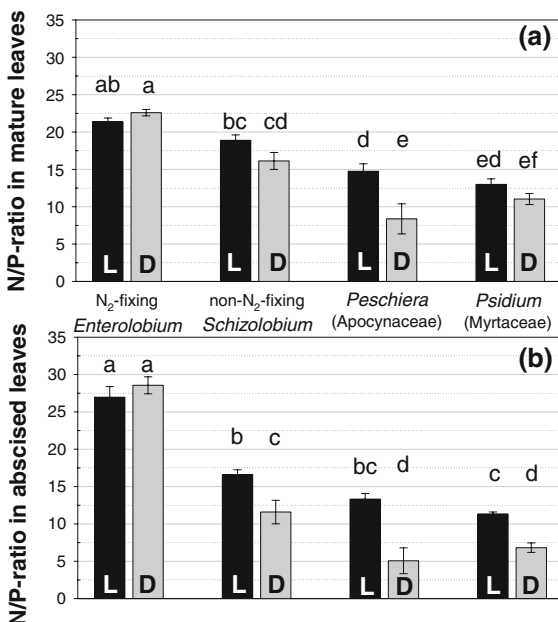 N/P-ratio in mature leaves
35
30
25
20
15
10
5
0
(a)
ab
a
bc
cd
d
e
ed
ef
L
D
L
D
L
D
L
D
N₂-fixing
Enterolobium
non-N₂-fixing
Schizolobium
Peschiera
(Apocynaceae)
Psidium
(Myrtaceae)
N/P-ratio in abscised leaves
35
30
25
20
15
10
5
0
(b)
a
a
b
c
bc
d
c
d
L
D
L
D
L
D
L
D